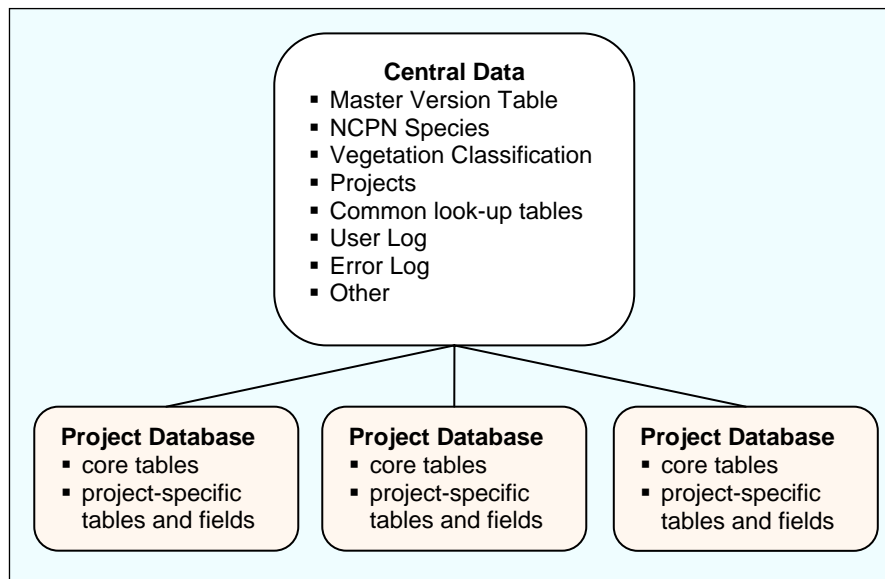 Central Data
▪ Master Version Table
▪ NCPN Species
▪ Vegetation Classification
▪ Projects
▪ Common look-up tables
▪ User Log
▪ Error Log
▪ Other
Project Database
▪ core tables
▪ project-specific
tables and fields
Project Database
▪ core tables
▪ project-specific
tables and fields
Project Database
▪ core tables
▪ project-specific
tables and fields